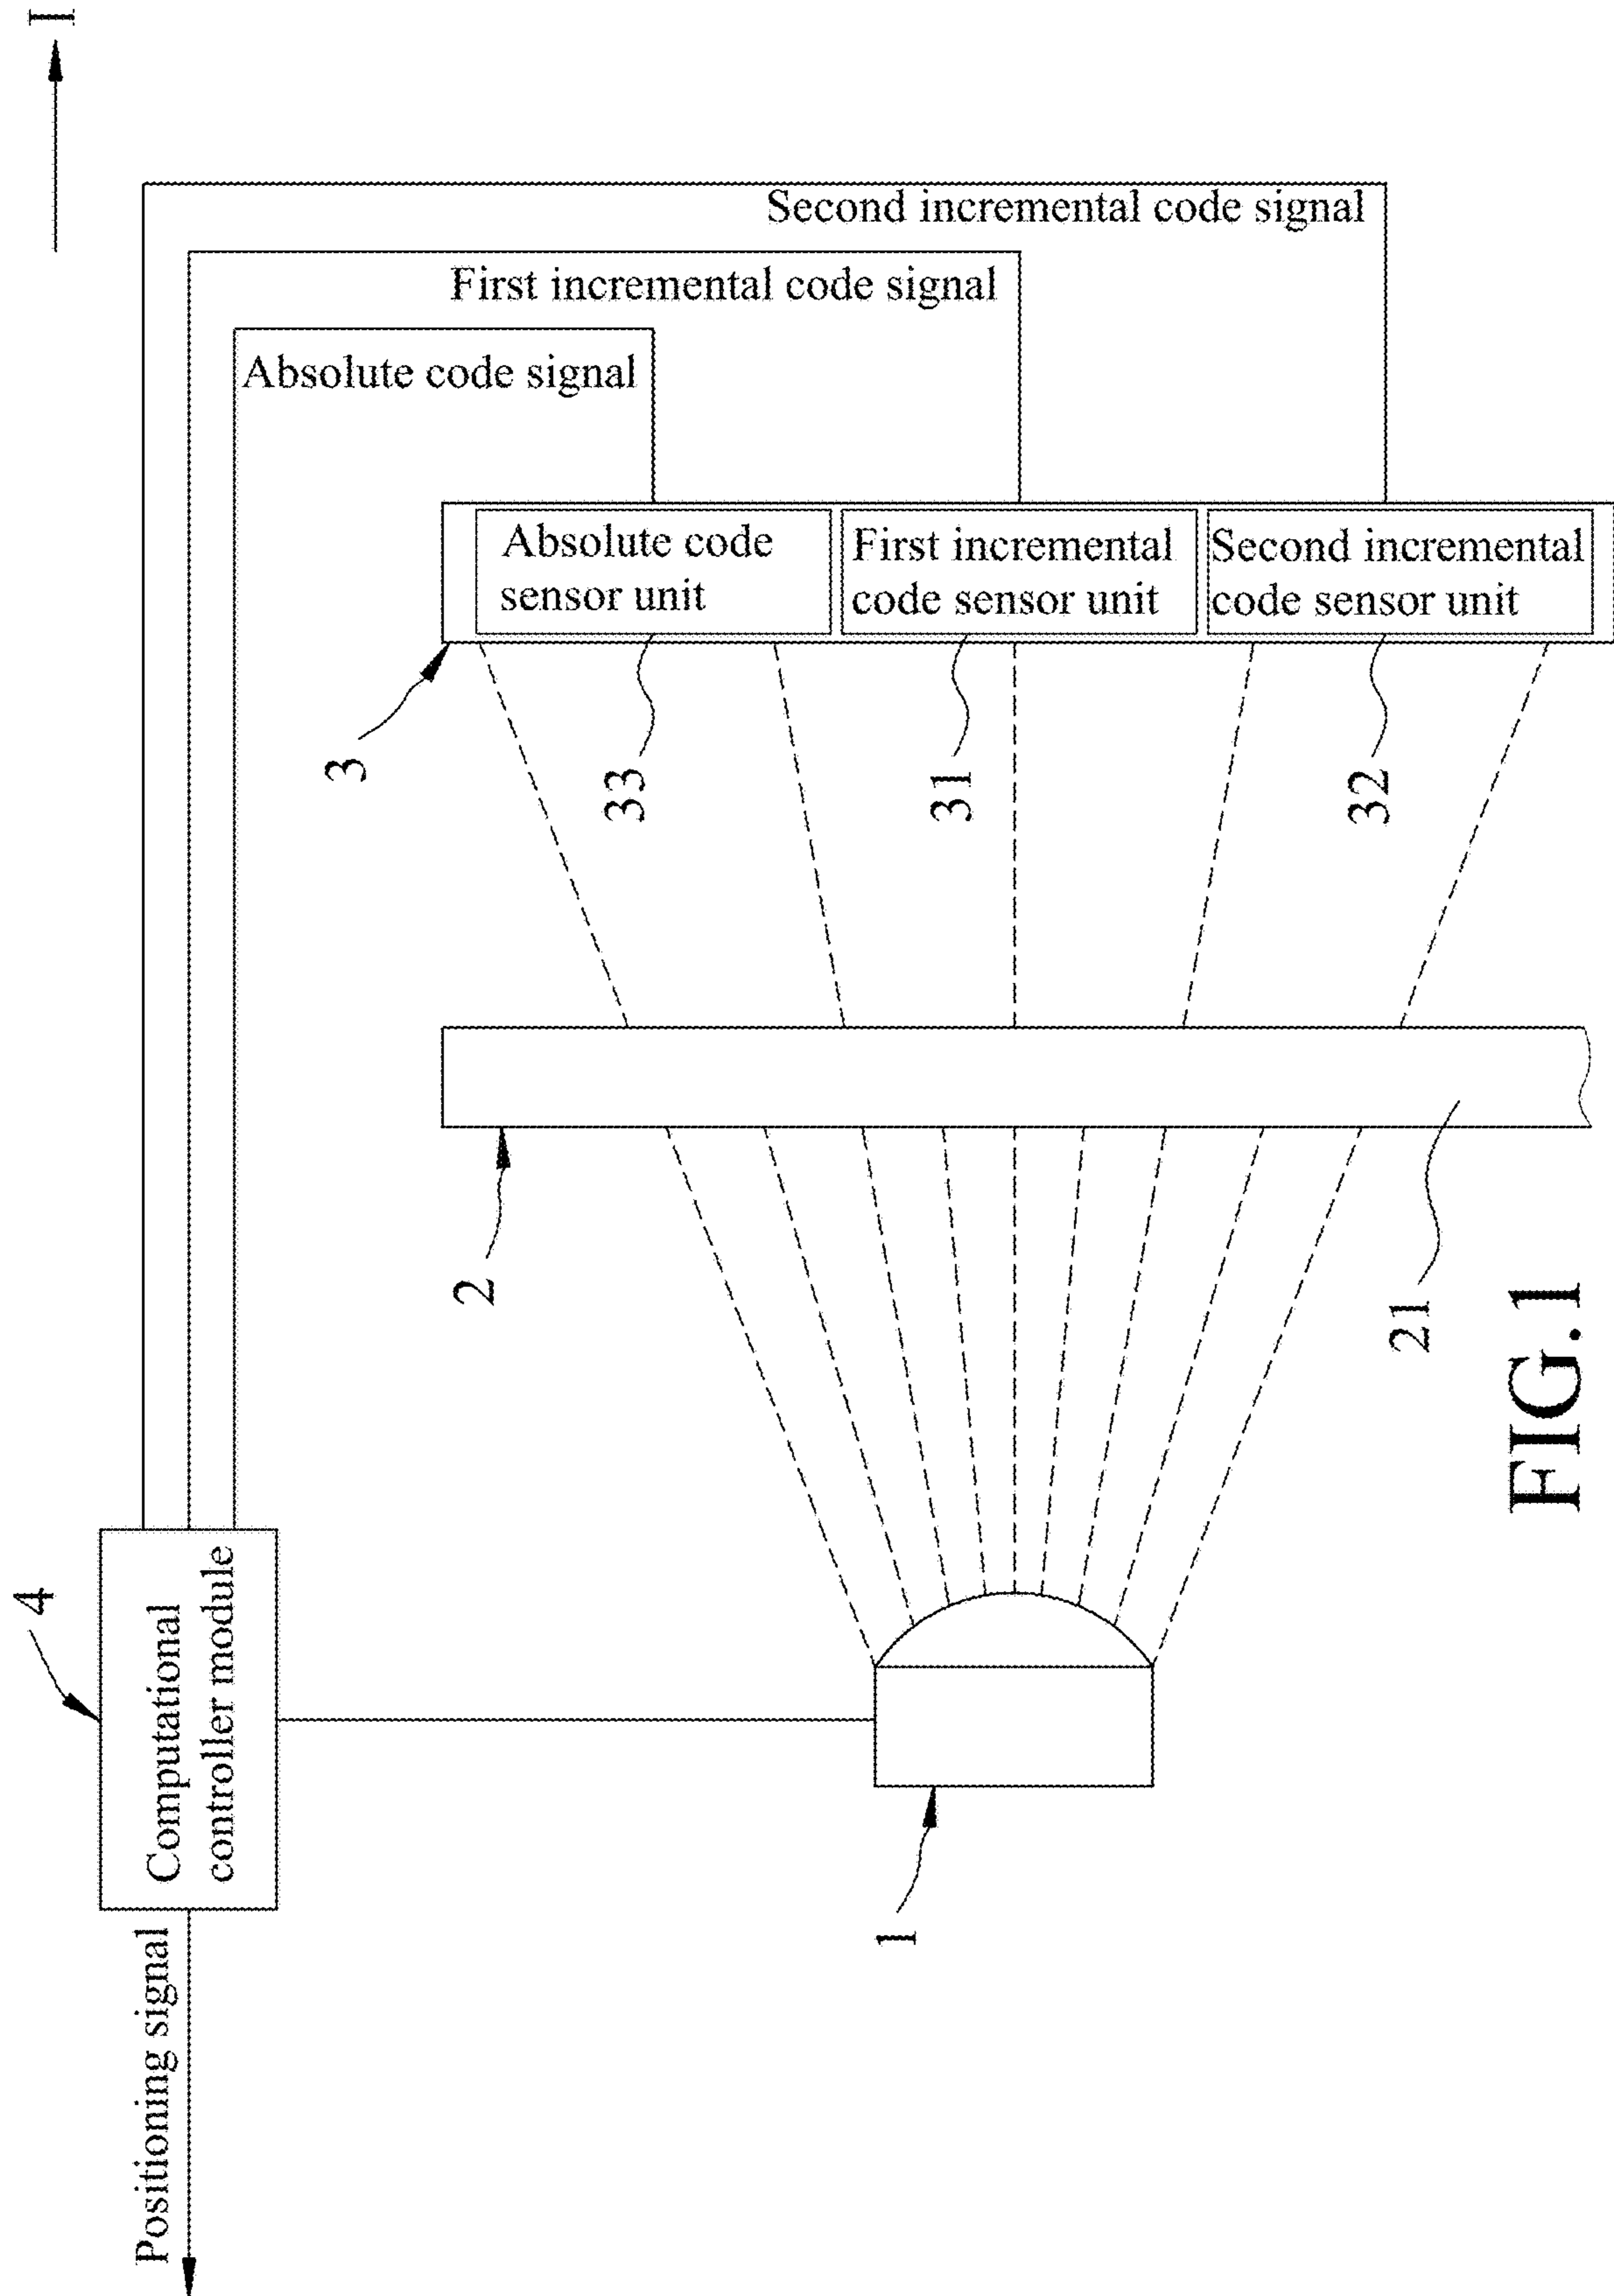 I
Second incremental code signal
First incremental code signal
Absolute code signal
Absolute code
sensor unit
First incremental
code sensor unit
Second incremental
code sensor unit
3
33
31
32
2
21
4
Computational
controller module
1
Positioning signal
FIG. 1